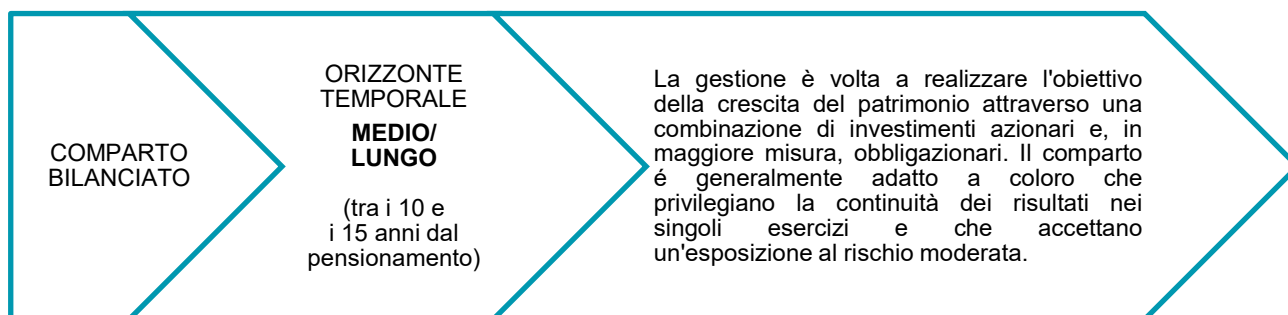 COMPARTO
BILANCIATO
ORIZZONTE
TEMPORALE
MEDIO/
LUNGO
(tra i 10 e
i 15 anni dal
pensionamento)
La gestione è volta a realizzare l'obiettivo
della crescita del patrimonio attraverso una
combinazione di investimenti azionari e, in
maggiore misura, obbligazionari. Il comparto
é generalmente adatto a coloro che
privilegiano la continuità dei risultati nei
singoli esercizi e che accettano
un'esposizione al rischio moderata.